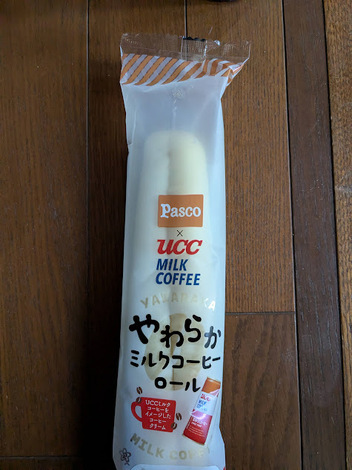 Pasco
×
UCC
MILK
COFFEE
YAWARAKA
やわらか
ミルクコーヒー
ロール
UCCミルク
コーヒーを
イメージした
コーヒー
クリーム
MILK COFFEE